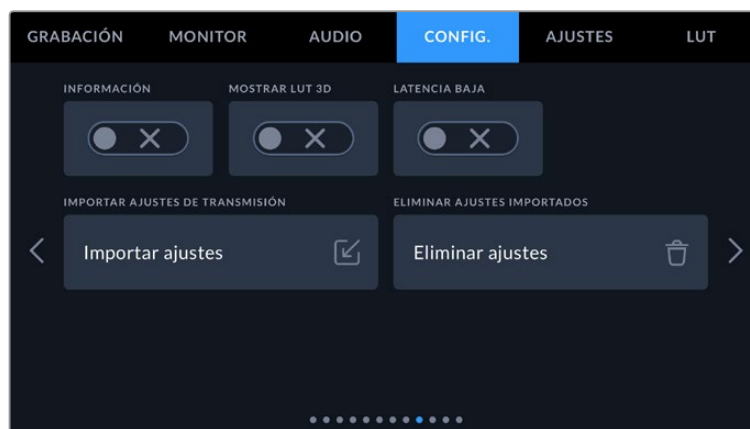 GRABACIÓN MONITOR AUDIO CONFIG. AJUSTES LUT
INFORMACIÓN MOSTRAR LUT 3D LATENCIA BAJA
IMPORTAR AJUSTES DE TRANSMISIÓN ELIMINAR AJUSTES IMPORTADOS
Importar ajustes Eliminar ajustes